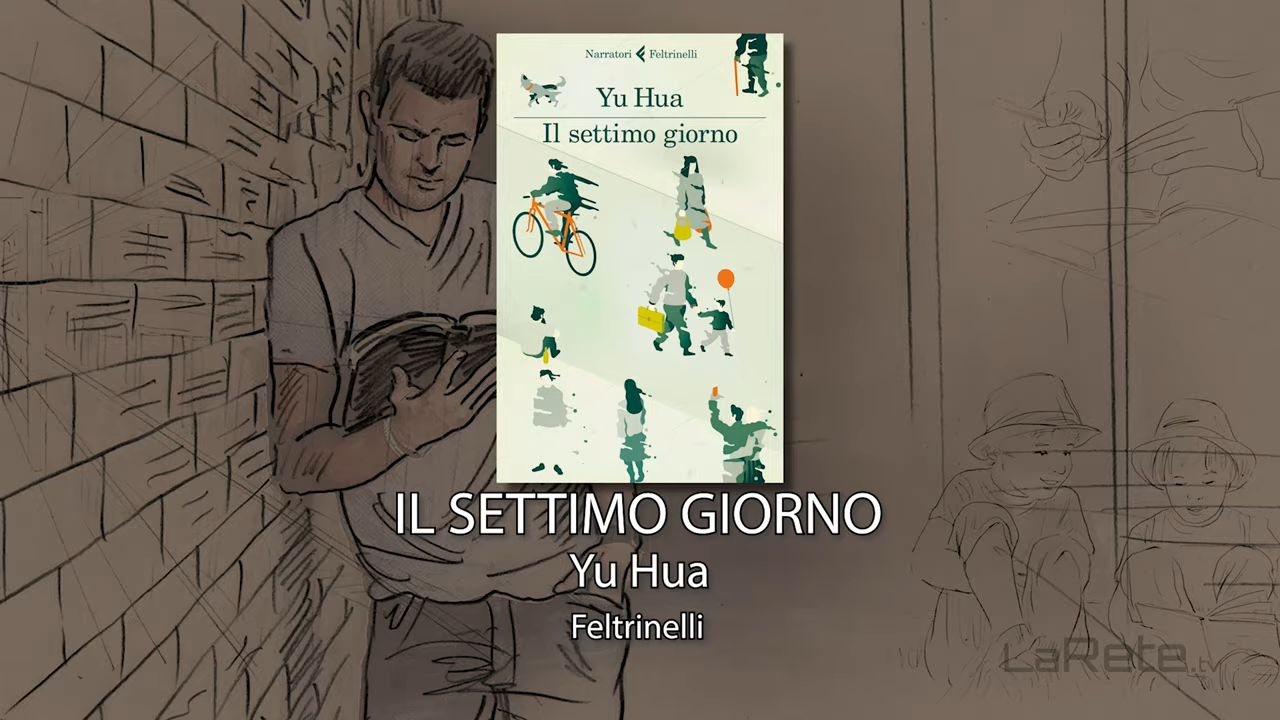 Narratori Feltrinelli
Yu Hua
Il settimo giorno
IL SETTIMO GIORNO
Yu Hua
Feltrinelli
LaRete.tv